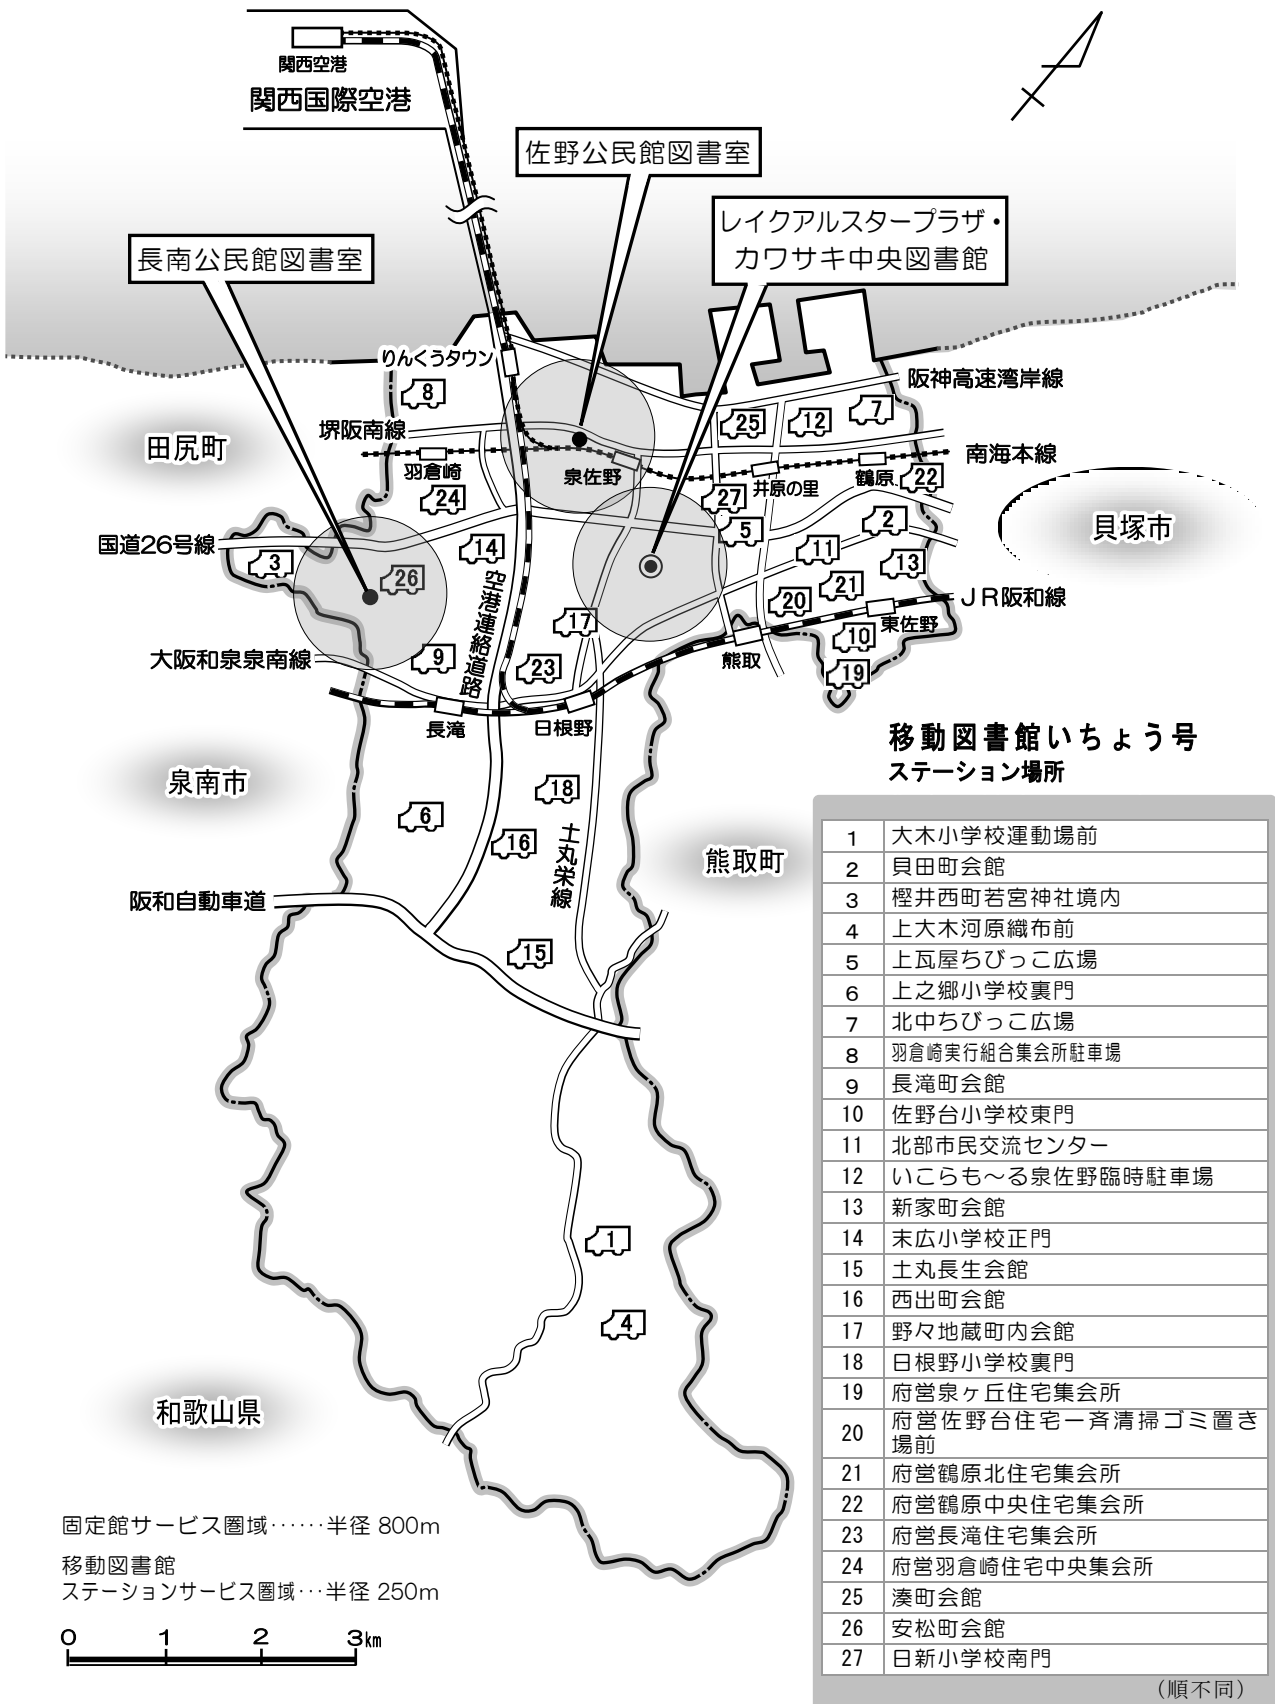 関西空港
関西国際空港
佐野公民館図書室
レイクアルスタープラザ・
カワサキ中央図書館
長南公民館図書室
りんくうタウン
8
阪神高速湾岸線
7
25
12
田尻町
堺阪南線
南海本線
羽倉崎
泉佐野
井原の里
鶴原
22
24
27
2
貝塚市
国道26号線
5
3
14
11
13
26
21
20
JR阪和線
空港連絡道路
17
東佐野
10
大阪和泉泉南線
9
23
熊取
19
長滝
日根野
泉南市
18
6
16
土丸栄線
熊取町
阪和自動車道
15
1
4
和歌山県
移動図書館いちょう号
ステーション場所
1 大木小学校運動場前
2 貝田町会館
3 樫井西町若宮神社境内
4 上大木河原織布前
5 上瓦屋ちびっこ広場
6 上之郷小学校裏門
7 北中ちびっこ広場
8 羽倉崎実行組合集会所駐車場
9 長滝町会館
10 佐野台小学校東門
11 北部市民交流センター
12 いこらも～る泉佐野臨時駐車場
13 新家町会館
14 末広小学校正門
15 土丸長生会館
16 西出町会館
17 野々地蔵町内会館
18 日根野小学校裏門
19 府営泉ヶ丘住宅集会所
20 府営佐野台住宅一斉清掃ゴミ置き
場前
21 府営鶴原北住宅集会所
22 府営鶴原中央住宅集会所
23 府営長滝住宅集会所
24 府営羽倉崎住宅中央集会所
25 湊町会館
26 安松町会館
27 日新小学校南門
（順不同）
固定館サービス圏域‥‥‥半径 800m
移動図書館
ステーションサービス圏域‥‥半径 250m
0 1 2 3km